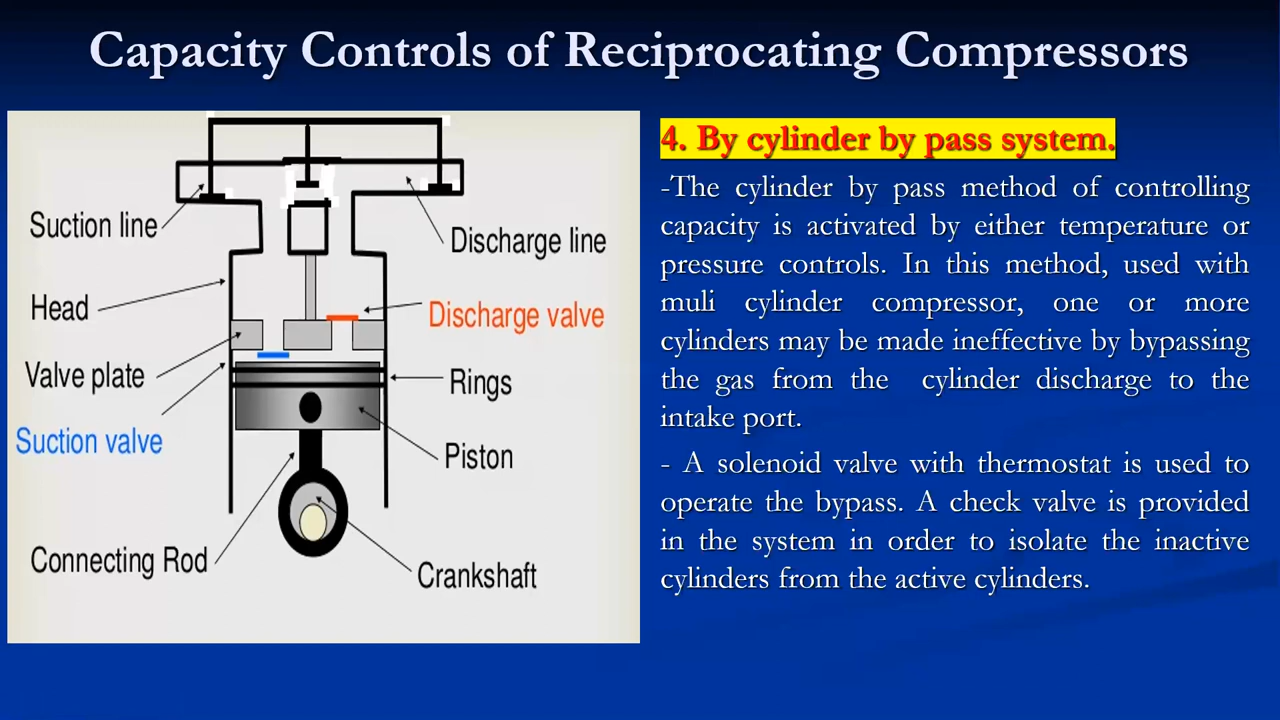 Capacity Controls of Reciprocating Compressors
Suction line
Discharge line
Head
Discharge valve
Valve plate
Rings
Suction valve
Piston
Connecting Rod
Crankshaft
4. By cylinder by pass system.
-The cylinder by pass method of controlling
capacity is activated by either temperature or
pressure controls. In this method, used with
muli cylinder compressor, one or more
cylinders may be made ineffective by bypassing
the gas from the cylinder discharge to the
intake port.
- A solenoid valve with thermostat is used to
operate the bypass. A check valve is provided
in the system in order to isolate the inactive
cylinders from the active cylinders.